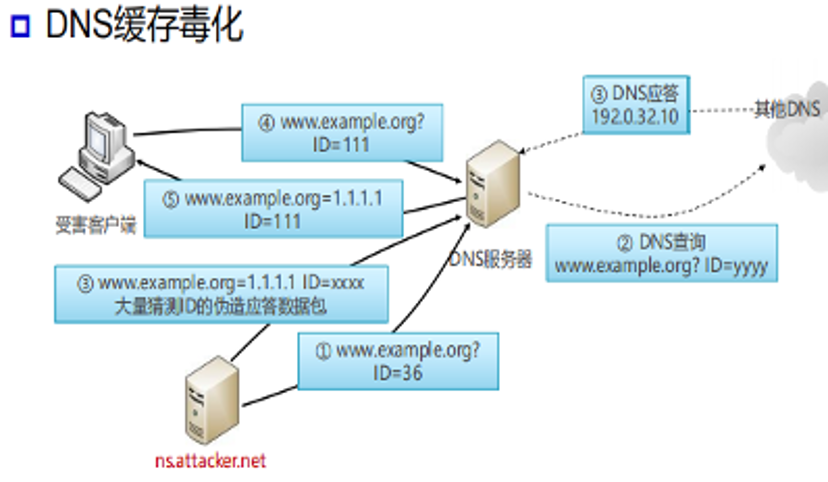 DNS缓存毒化
③ DNS应答
192.0.32.10
其他DNS
④ www.example.org?
ID=111
⑤ www.example.org=1.1.1.1
ID=111
受害客户端
DNS服务器
② DNS查询
www.example.org? ID=yyyy
③ www.example.org=1.1.1.1 ID=xxxx
大量猜测ID的伪造应答数据包
① www.example.org?
ID=36
ns.attacker.net